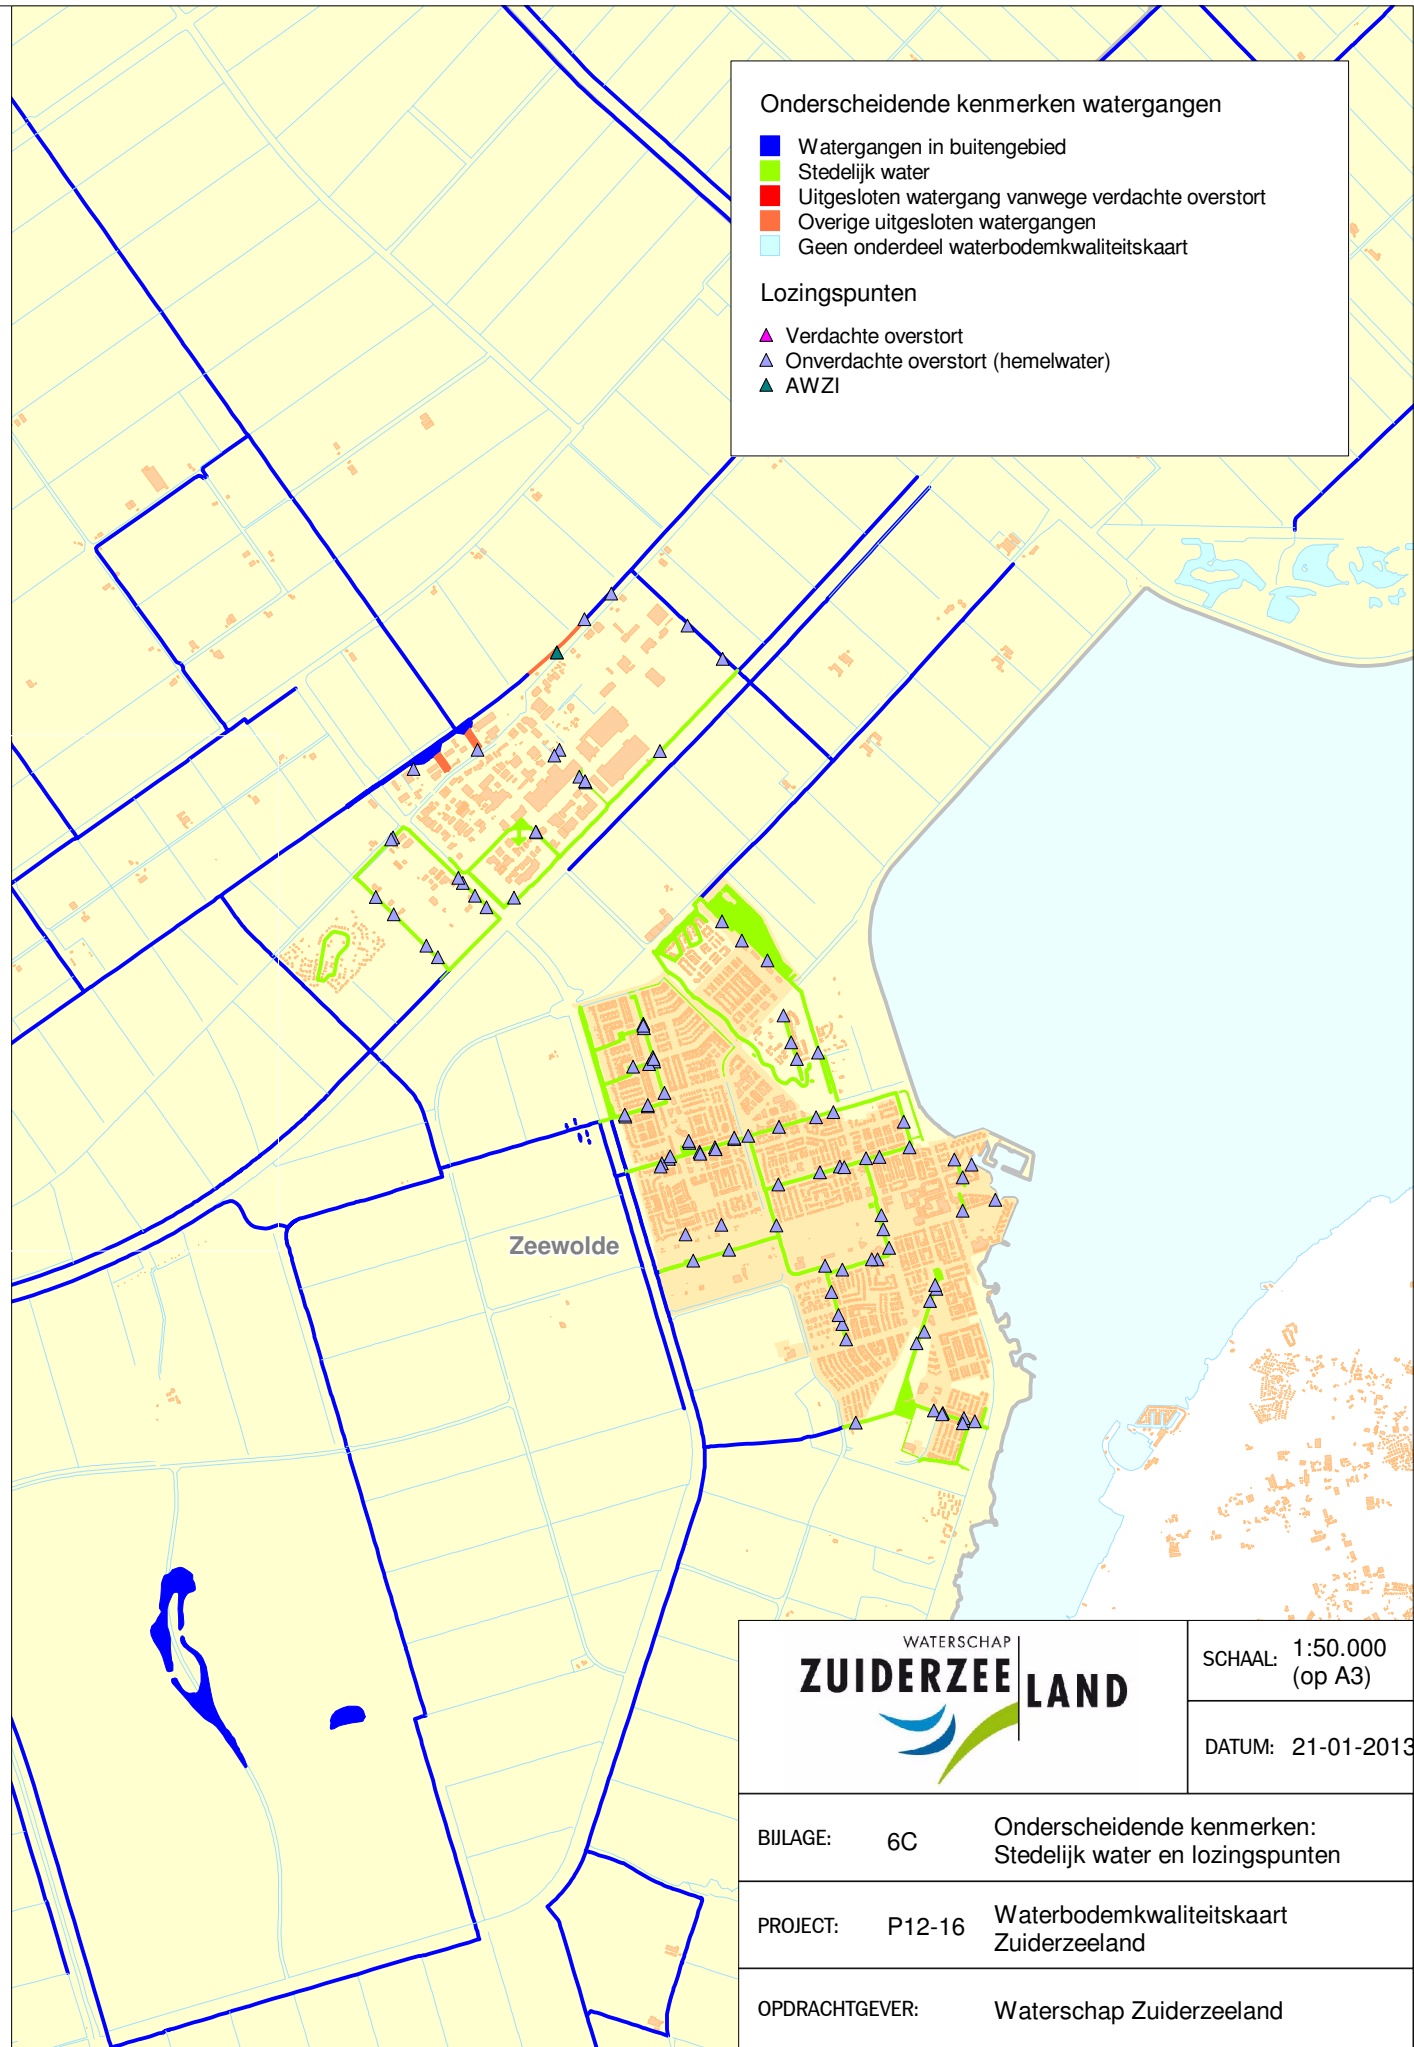 Onderscheidende kenmerken watergangen
Watergangen in buitengebied
Stedelijk water
Uitgesloten watergang vanwege verdachte overstort
Overige uitgesloten watergangen
Geen onderdeel waterbodemkwaliteitskaart
Lozingspunten
Verdachte overstort
Onverdachte overstort (hemelwater)
AWZI
Zeewolde
WATERSCHAP
ZUIDERZEELAND
SCHAAL: 1:50.000
(op A3)
DATUM: 21-01-2013
BIJLAGE: 6C Onderscheidende kenmerken:
Stedelijk water en lozingspunten
PROJECT: P12-16 Waterbodemkwaliteitskaart
Zuiderzeeland
OPDRACHTGEVER: Waterschap Zuiderzeeland